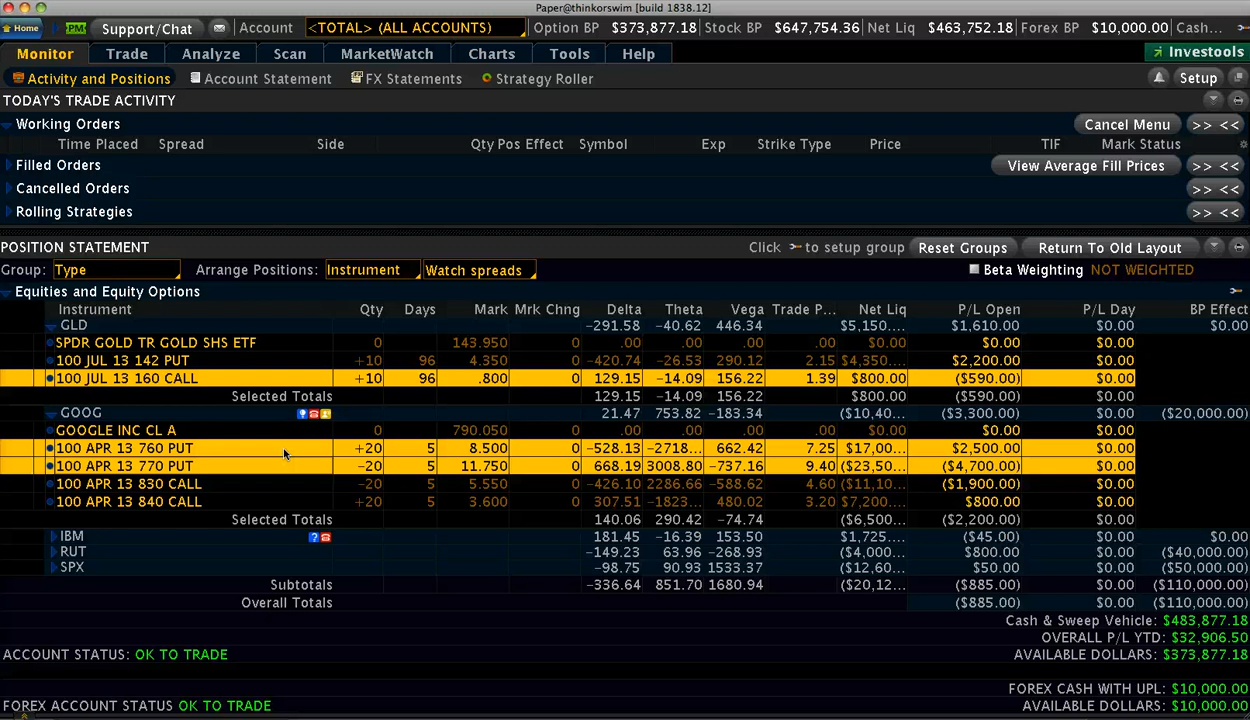 Paper@thinkorswim [build 1838.12]
Home PM Support/Chat Account <TOTAL> (ALL ACCOUNTS) Option BP $373,877.18 Stock BP $647,754.36 Net Liq $463,752.18 Forex BP $10,000.00 Cash...
Monitor Trade Analyze Scan MarketWatch Charts Tools Help Investools
Activity and Positions Account Statement FX Statements Strategy Roller Setup
TODAY'S TRADE ACTIVITY
Working Orders Cancel Menu >> <<
Time Placed Spread Side Qty Pos Effect Symbol Exp Strike Type Price TIF Mark Status
Filled Orders View Average Fill Prices >> <<
Cancelled Orders >> <<
Rolling Strategies >> <<
POSITION STATEMENT Click to setup group Reset Groups Return To Old Layout
Group: Type Arrange Positions: Instrument Watch spreads Beta Weighting NOT WEIGHTED
Equities and Equity Options
Instrument Qty Days Mark Mrk Chng Delta Theta Vega Trade P... Net Liq P/L Open P/L Day BP Effect
GLD -291.58 -40.62 446.34 $5,150.... $1,610.00 $0.00 $0.00
SPDR GOLD TR GOLD SHS ETF 0 143.950 0 .00 .00 .00 .00 $0.00 $0.00 $0.00
100 JUL 13 142 PUT +10 96 4.350 0 -420.74 -26.53 290.12 2.15 $4,350.... $2,200.00 $0.00
100 JUL 13 160 CALL +10 96 .800 0 129.15 -14.09 156.22 1.39 $800.00 ($590.00) $0.00
Selected Totals 129.15 -14.09 156.22 $800.00 ($590.00) $0.00
GOOG 21.47 753.82 -183.34 ($10,40... ($3,300.00) $0.00 ($20,000.00)
GOOGLE INC CL A 0 790.050 0 .00 .00 .00 .00 $0.00 $0.00 $0.00
100 APR 13 760 PUT +20 5 8.500 0 -528.13 -2718... 662.42 7.25 $17,00... $2,500.00 $0.00
100 APR 13 770 PUT -20 5 11.750 0 668.19 3008.80 -737.16 9.40 ($23,50... ($4,700.00) $0.00
100 APR 13 830 CALL -20 5 5.550 0 -426.10 2286.66 -588.62 4.60 ($11,10... ($1,900.00) $0.00
100 APR 13 840 CALL +20 5 3.600 0 307.51 -1823... 480.02 3.20 $7,200.... $800.00 $0.00
Selected Totals 140.06 290.42 -74.74 ($6,500... ($2,200.00) $0.00
IBM ? 181.45 -16.39 153.50 $1,725.... ($45.00) $0.00 $0.00
RUT -149.23 63.96 -268.93 ($4,000... $800.00 $0.00 ($40,000.00)
SPX -98.75 90.93 1533.37 ($12,60... $50.00 $0.00 ($50,000.00)
Subtotals -336.64 851.70 1680.94 ($20,12... ($885.00) $0.00 ($110,000.00)
Overall Totals ($885.00) $0.00 ($110,000.00)
Cash & Sweep Vehicle: $483,877.18
OVERALL P/L YTD: $32,906.50
ACCOUNT STATUS: OK TO TRADE AVAILABLE DOLLARS: $373,877.18
FOREX CASH WITH UPL: $10,000.00
FOREX ACCOUNT STATUS OK TO TRADE AVAILABLE DOLLARS: $10,000.00